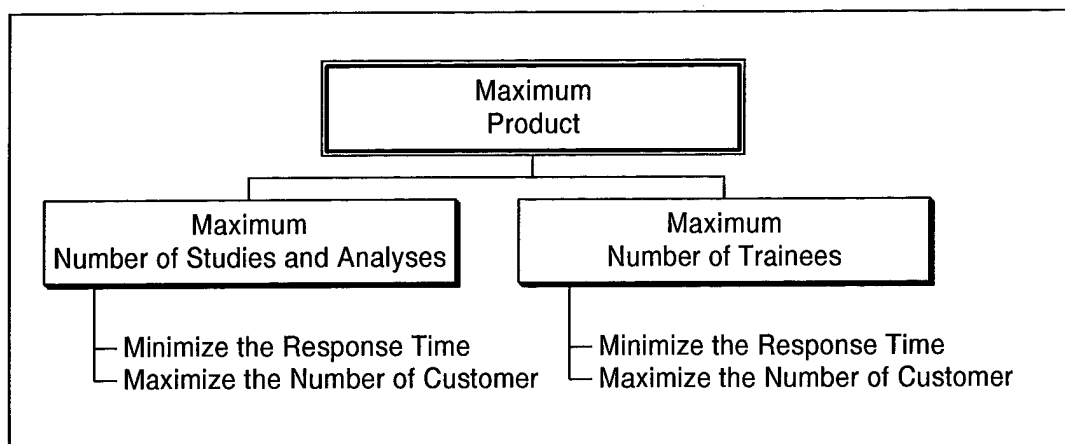 Maximum
Product
Maximum
Number of Studies and Analyses
Minimize the Response Time
Maximize the Number of Customer
Maximum
Number of Trainees
Minimize the Response Time
Maximize the Number of Customer